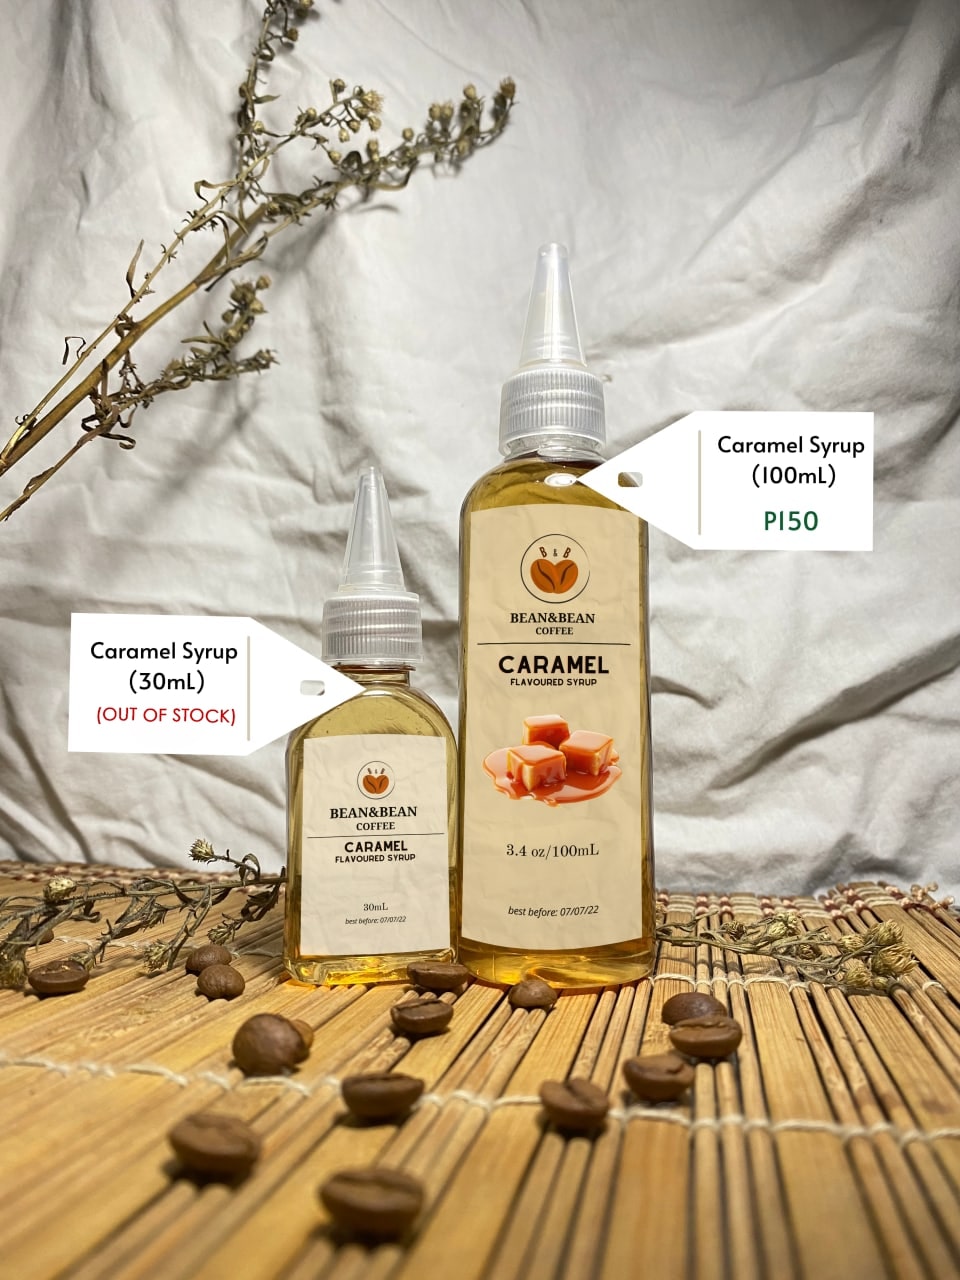 Caramel Syrup
(100mL)
P150
Caramel Syrup
(30mL)
(OUT OF STOCK)
B & B
BEAN&BEAN
COFFEE
CARAMEL
FLAVOURED SYRUP
3.4 oz/100mL
best before: 07/07/22
B & B
BEAN&BEAN
COFFEE
CARAMEL
FLAVOURED SYRUP
30mL
best before: 07/07/22